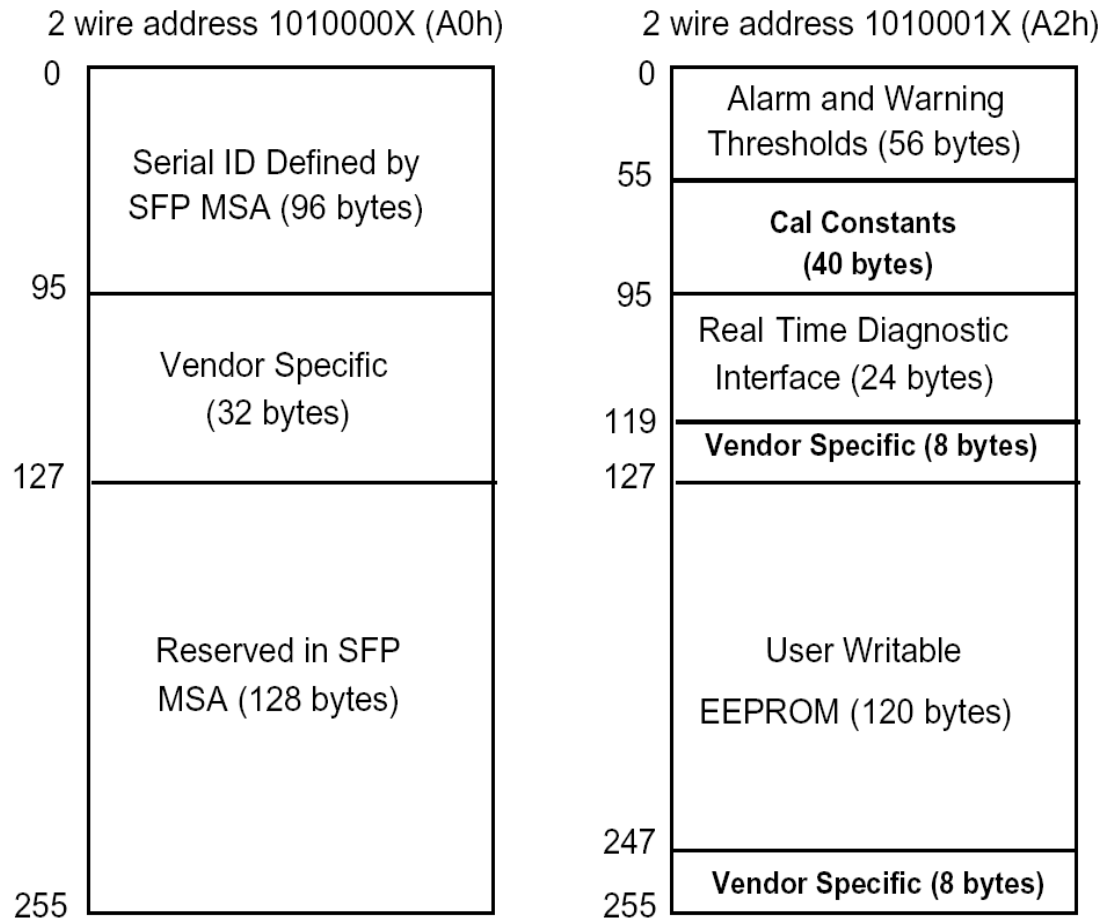 2 wire address 1010000X (A0h)
0
Serial ID Defined by
SFP MSA (96 bytes)
95
Vendor Specific
(32 bytes)
127
Reserved in SFP
MSA (128 bytes)
255
2 wire address 1010001X (A2h)
0
Alarm and Warning
Thresholds (56 bytes)
55
Cal Constants
(40 bytes)
95
Real Time Diagnostic
Interface (24 bytes)
119
Vendor Specific (8 bytes)
127
User Writable
EEPROM (120 bytes)
247
Vendor Specific (8 bytes)
255